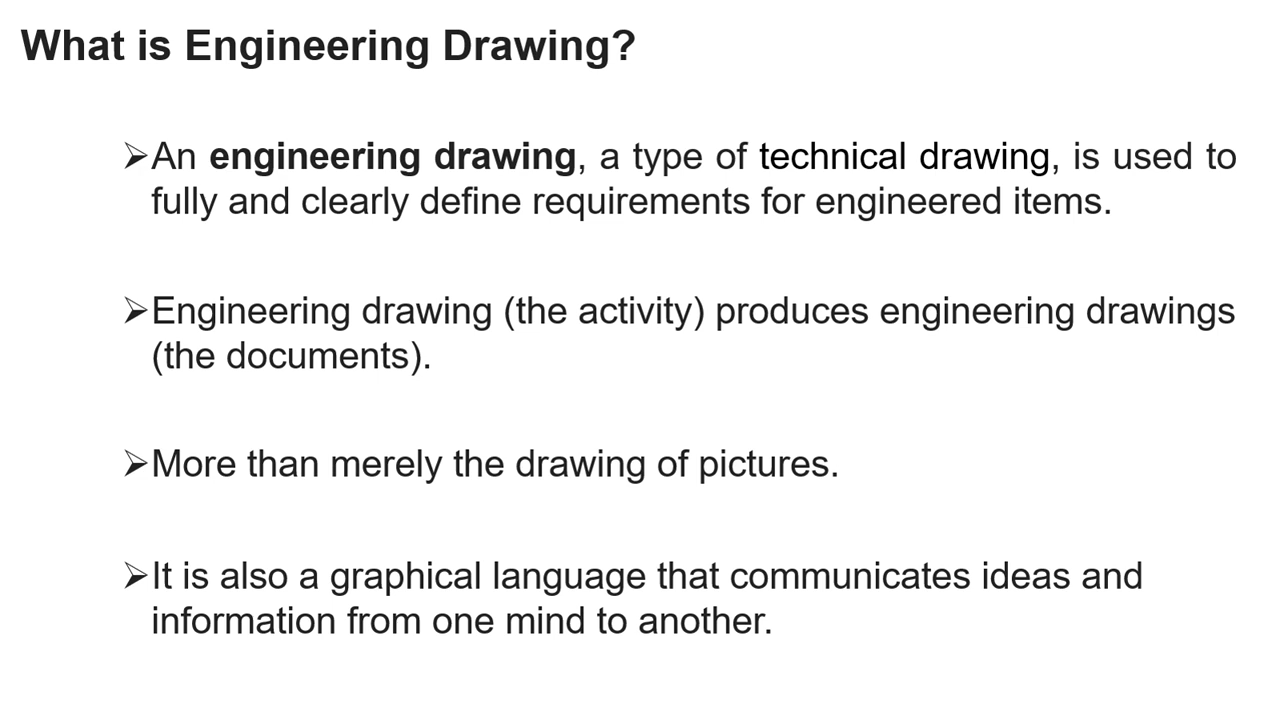 What is Engineering Drawing?
➢An engineering drawing, a type of technical drawing, is used to
fully and clearly define requirements for engineered items.
➢Engineering drawing (the activity) produces engineering drawings
(the documents).
➢More than merely the drawing of pictures.
➢It is also a graphical language that communicates ideas and
information from one mind to another.